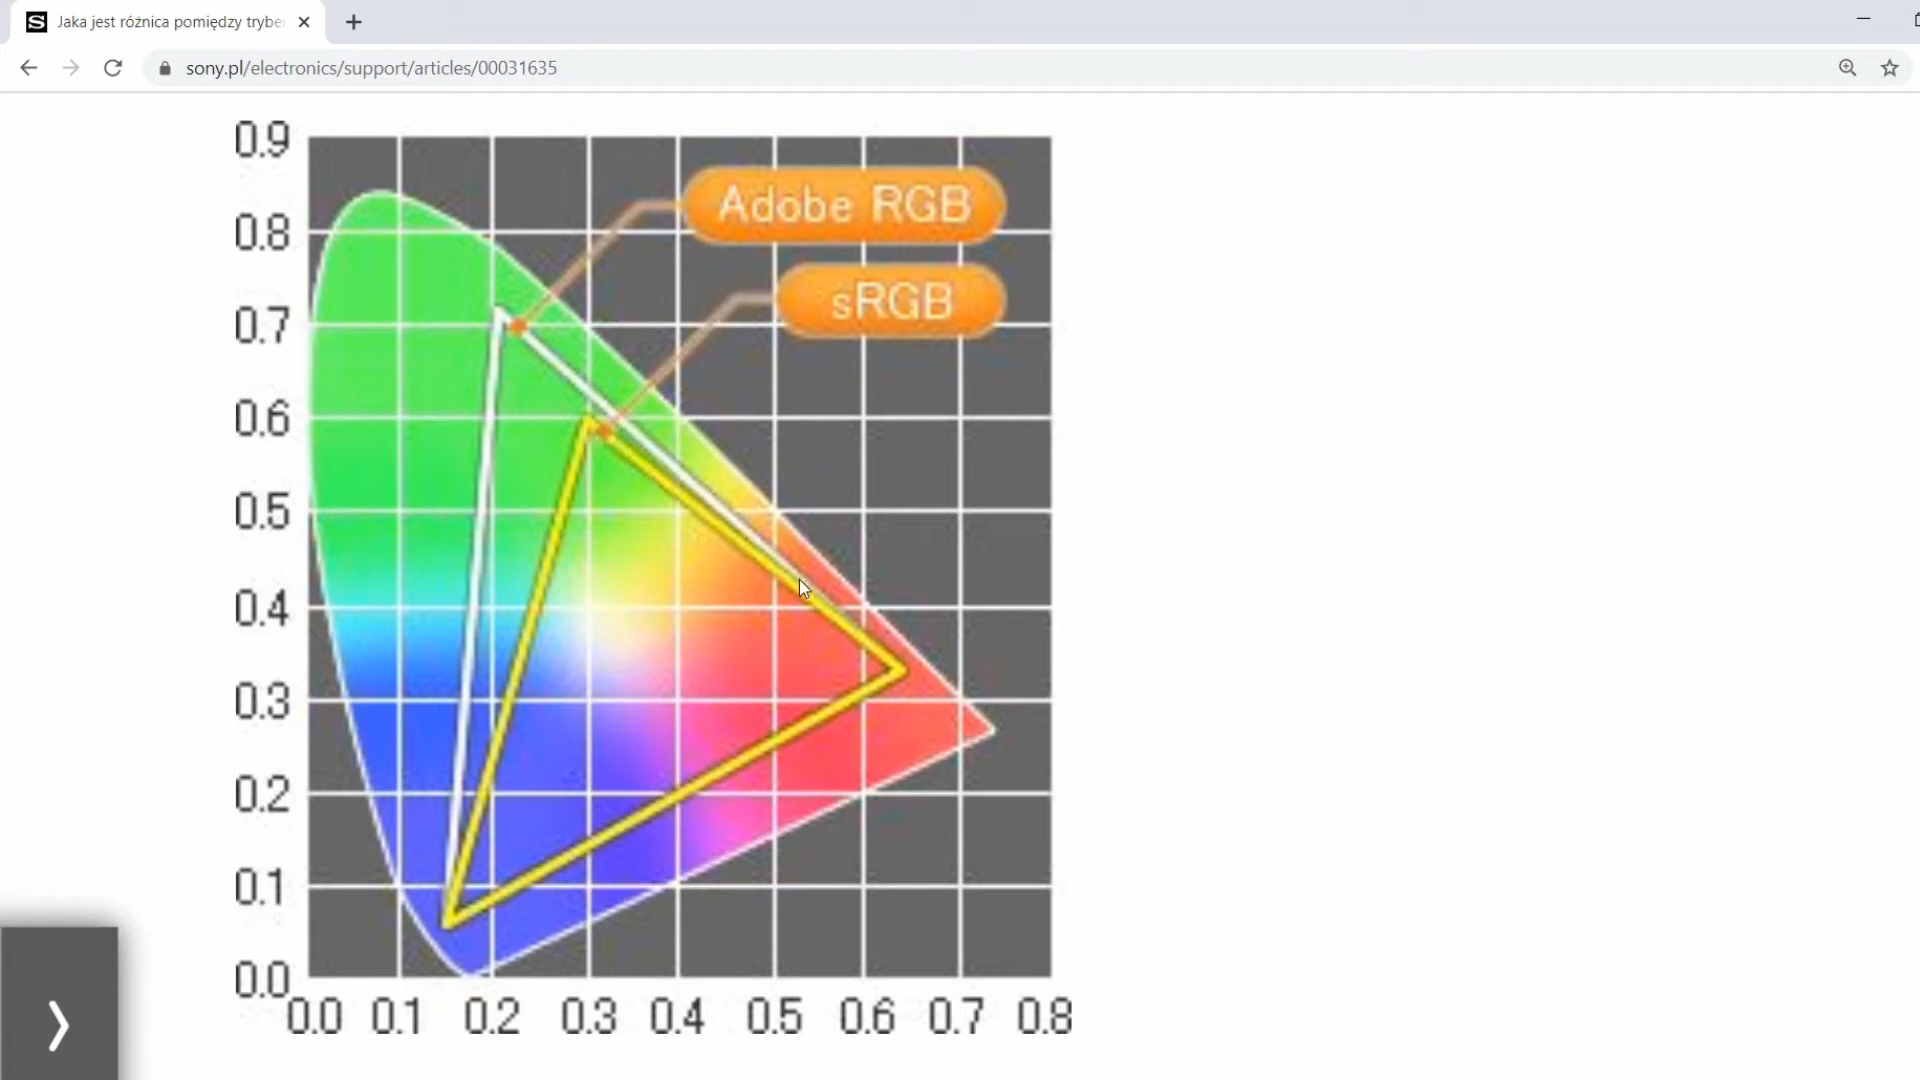 S Jaka jest różnica pomiędzy trybe
sony.pl/electronics/support/articles/00031635
0.9
Adobe RGB
0.8
sRGB
0.7
0.6
0.5
0.4
0.3
0.2
0.1
0.0
0.0 0.1 0.2 0.3 0.4 0.5 0.6 0.7 0.8